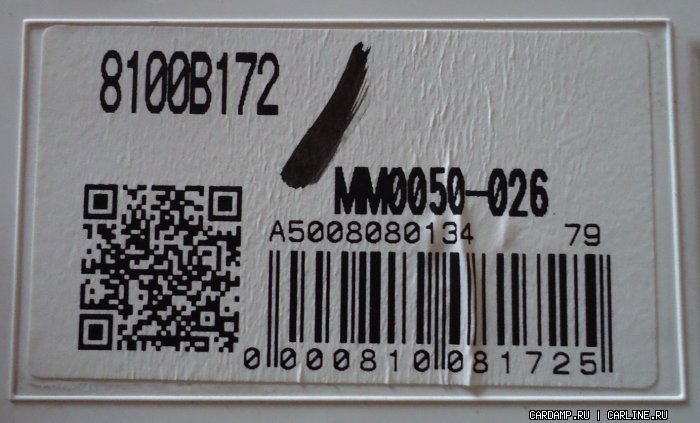 8100B172
MM0050-026
A5008080134 79
0 000810 081725
CARDAMP.RU | CARLINE.RU